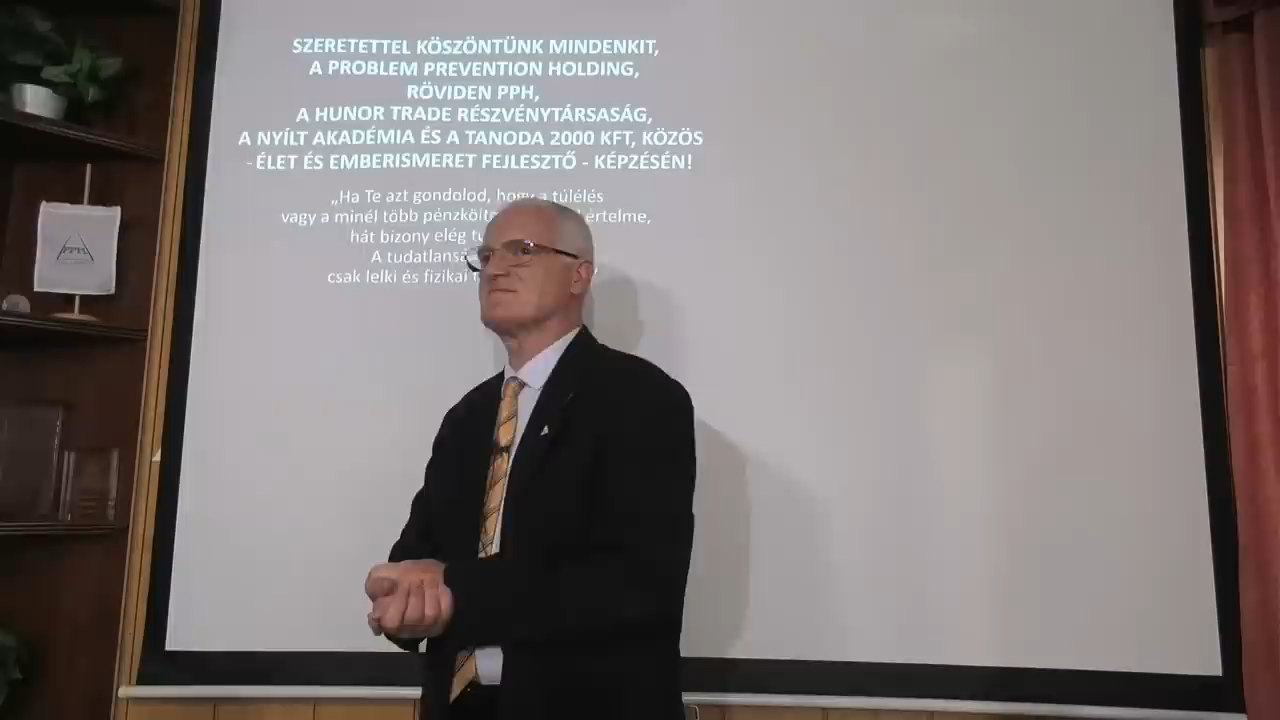 SZERETETTEL KÖSZÖNTÜNK MINDENKIT,
A PROBLEM PREVENTION HOLDING,
RÖVIDEN PPH,
A HUNOR TRADE RÉSZVÉNYTÁRSASÁG,
A NYÍLT AKADÉMIA ÉS A TANODA 2000 KFT, KÖZÖS
- ÉLET ÉS EMBERISMERET FEJLESZTŐ - KÉPZÉSÉN!
„Ha Te azt gondolod, hogy a túlélés
vagy a minél több értelme,
hát bizony elég
A
csak lelki és fizikai
PPH